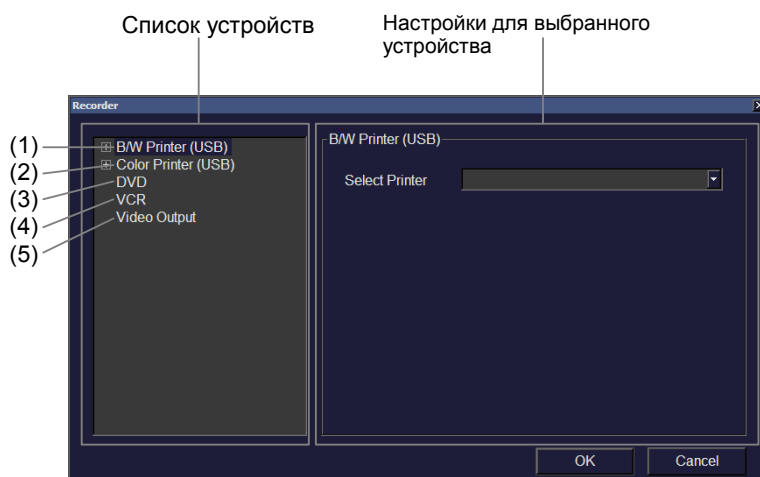 Список устройств
Настройки для выбранного
устройства
Recorder
(1)
(2)
(3)
(4)
(5)
B/W Printer (USB)
Color Printer (USB)
DVD
VCR
Video Output
B/W Printer (USB)
Select Printer
OK
Cancel